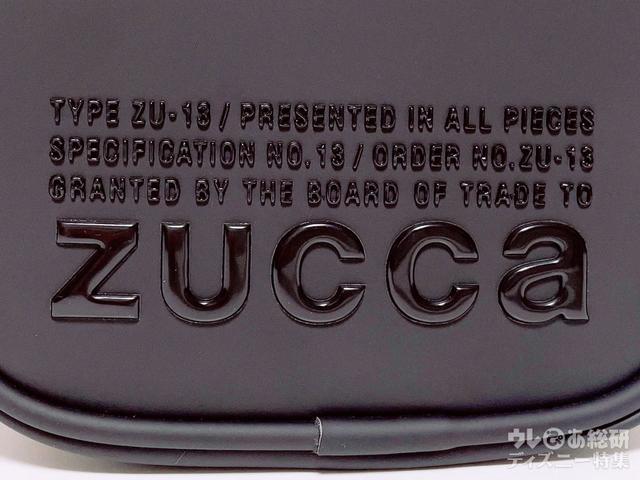 TYPE ZU·13 / PRESENTED IN ALL PIECES
SPECIFICATION NO.13 / ORDER NO.ZU·13
GRANTED BY THE BOARD OF TRADE TO
zucca
ウレぴあ総研
ディズニー特集